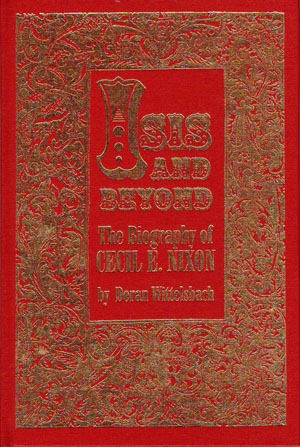 ISIS
AND
BEYOND
The Biography of
CECIL E. NIXON
by Doran Wittelsbach